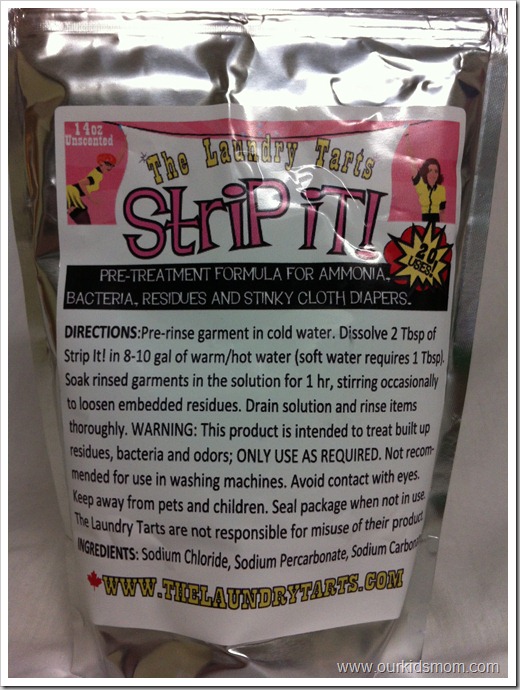 14oz
Unscented
The Laundry Tarts
Strip iT!
20
USES!
PRE-TREATMENT FORMULA FOR AMMONIA,
BACTERIA, RESIDUES AND STINKY CLOTH DIAPERS.
DIRECTIONS:Pre-rinse garment in cold water. Dissolve 2 Tbsp of
Strip It! in 8-10 gal of warm/hot water (soft water requires 1 Tbsp).
Soak rinsed garments in the solution for 1 hr, stirring occasionally
to loosen embedded residues. Drain solution and rinse items
thoroughly. WARNING: This product is intended to treat built up
residues, bacteria and odors; ONLY USE AS REQUIRED. Not recom-
mended for use in washing machines. Avoid contact with eyes.
Keep away from pets and children. Seal package when not in use.
The Laundry Tarts are not responsible for misuse of their product.
INGREDIENTS: Sodium Chloride, Sodium Percarbonate, Sodium
WWW.THELAUNDRYTARTS.COM
www.ourkidsmom.com